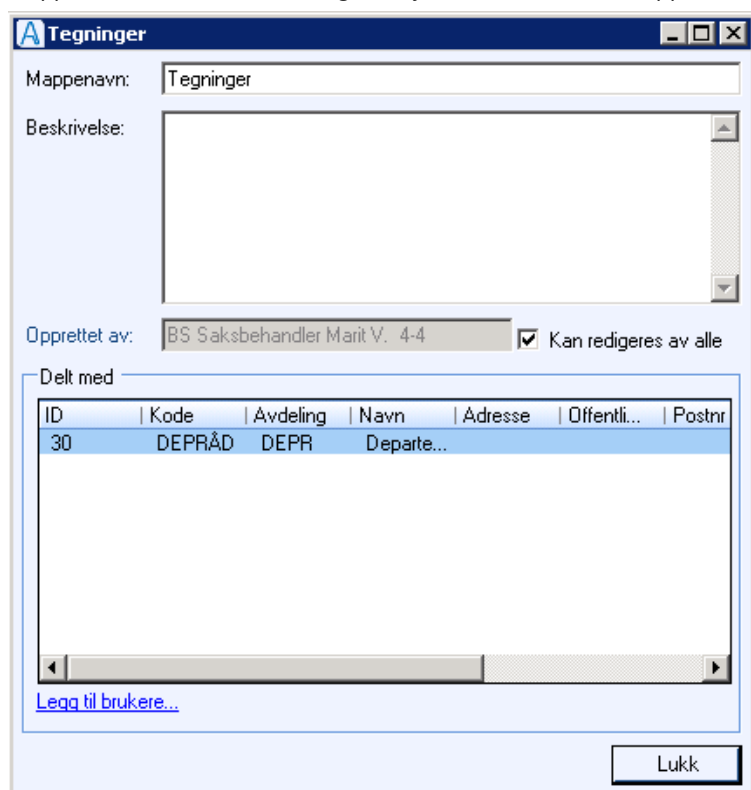 Tegninger
Mappenavn: Tegninger
Beskrivelse:
Opprettet av: BS Saksbehandler Marit V. 4-4 Kan redigeres av alle
Delt med
ID Kode Avdeling Navn Adresse Offentli... Postnr
30 DEPRÅD DEPR Departe...
Legg til brukere...
Lukk